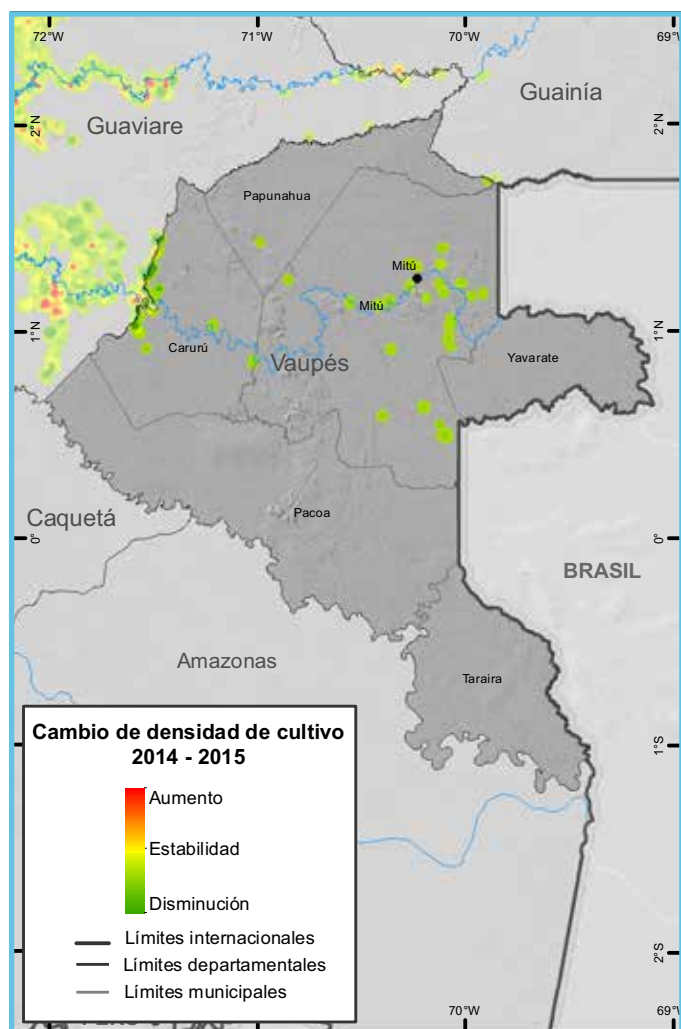 72°W
71°W
70°W
69°W
Guainía
Guaviare
2°N
2°N
Papunahua
Mitú
Mitú
1°N
1°N
Carurú
Vaupés
Yavarate
Caquetá
Pacoa
0°
0°
BRASIL
Amazonas
Taraira
Cambio de densidad de cultivo
2014 - 2015
1°S
Aumento
Estabilidad
Disminución
Límites internacionales
Límites departamentales
2°S
Límites municipales
70°W